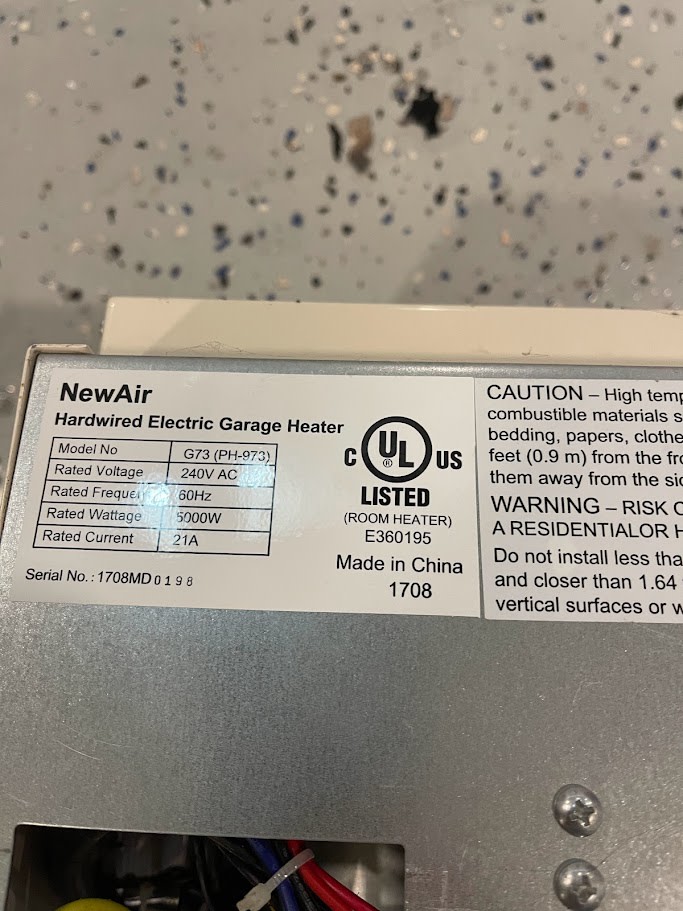 NewAir
Hardwired Electric Garage Heater
Model No G73 (PH-973)
Rated Voltage 240V AC
Rated 60Hz
Rated Wattage 5000W
Rated Current 21A
Serial No. : 1708MD 0198
C UL ® US
LISTED
(ROOM HEATER)
E360195
Made in China
1708
CAUTION – High temp
combustible materials s
bedding, papers, clothe
feet (0.9 m) from the fro
them away from the sid
WARNING – RISK O
A RESIDENTIALOR H
Do not install less tha
and closer than 1.64
vertical surfaces or w